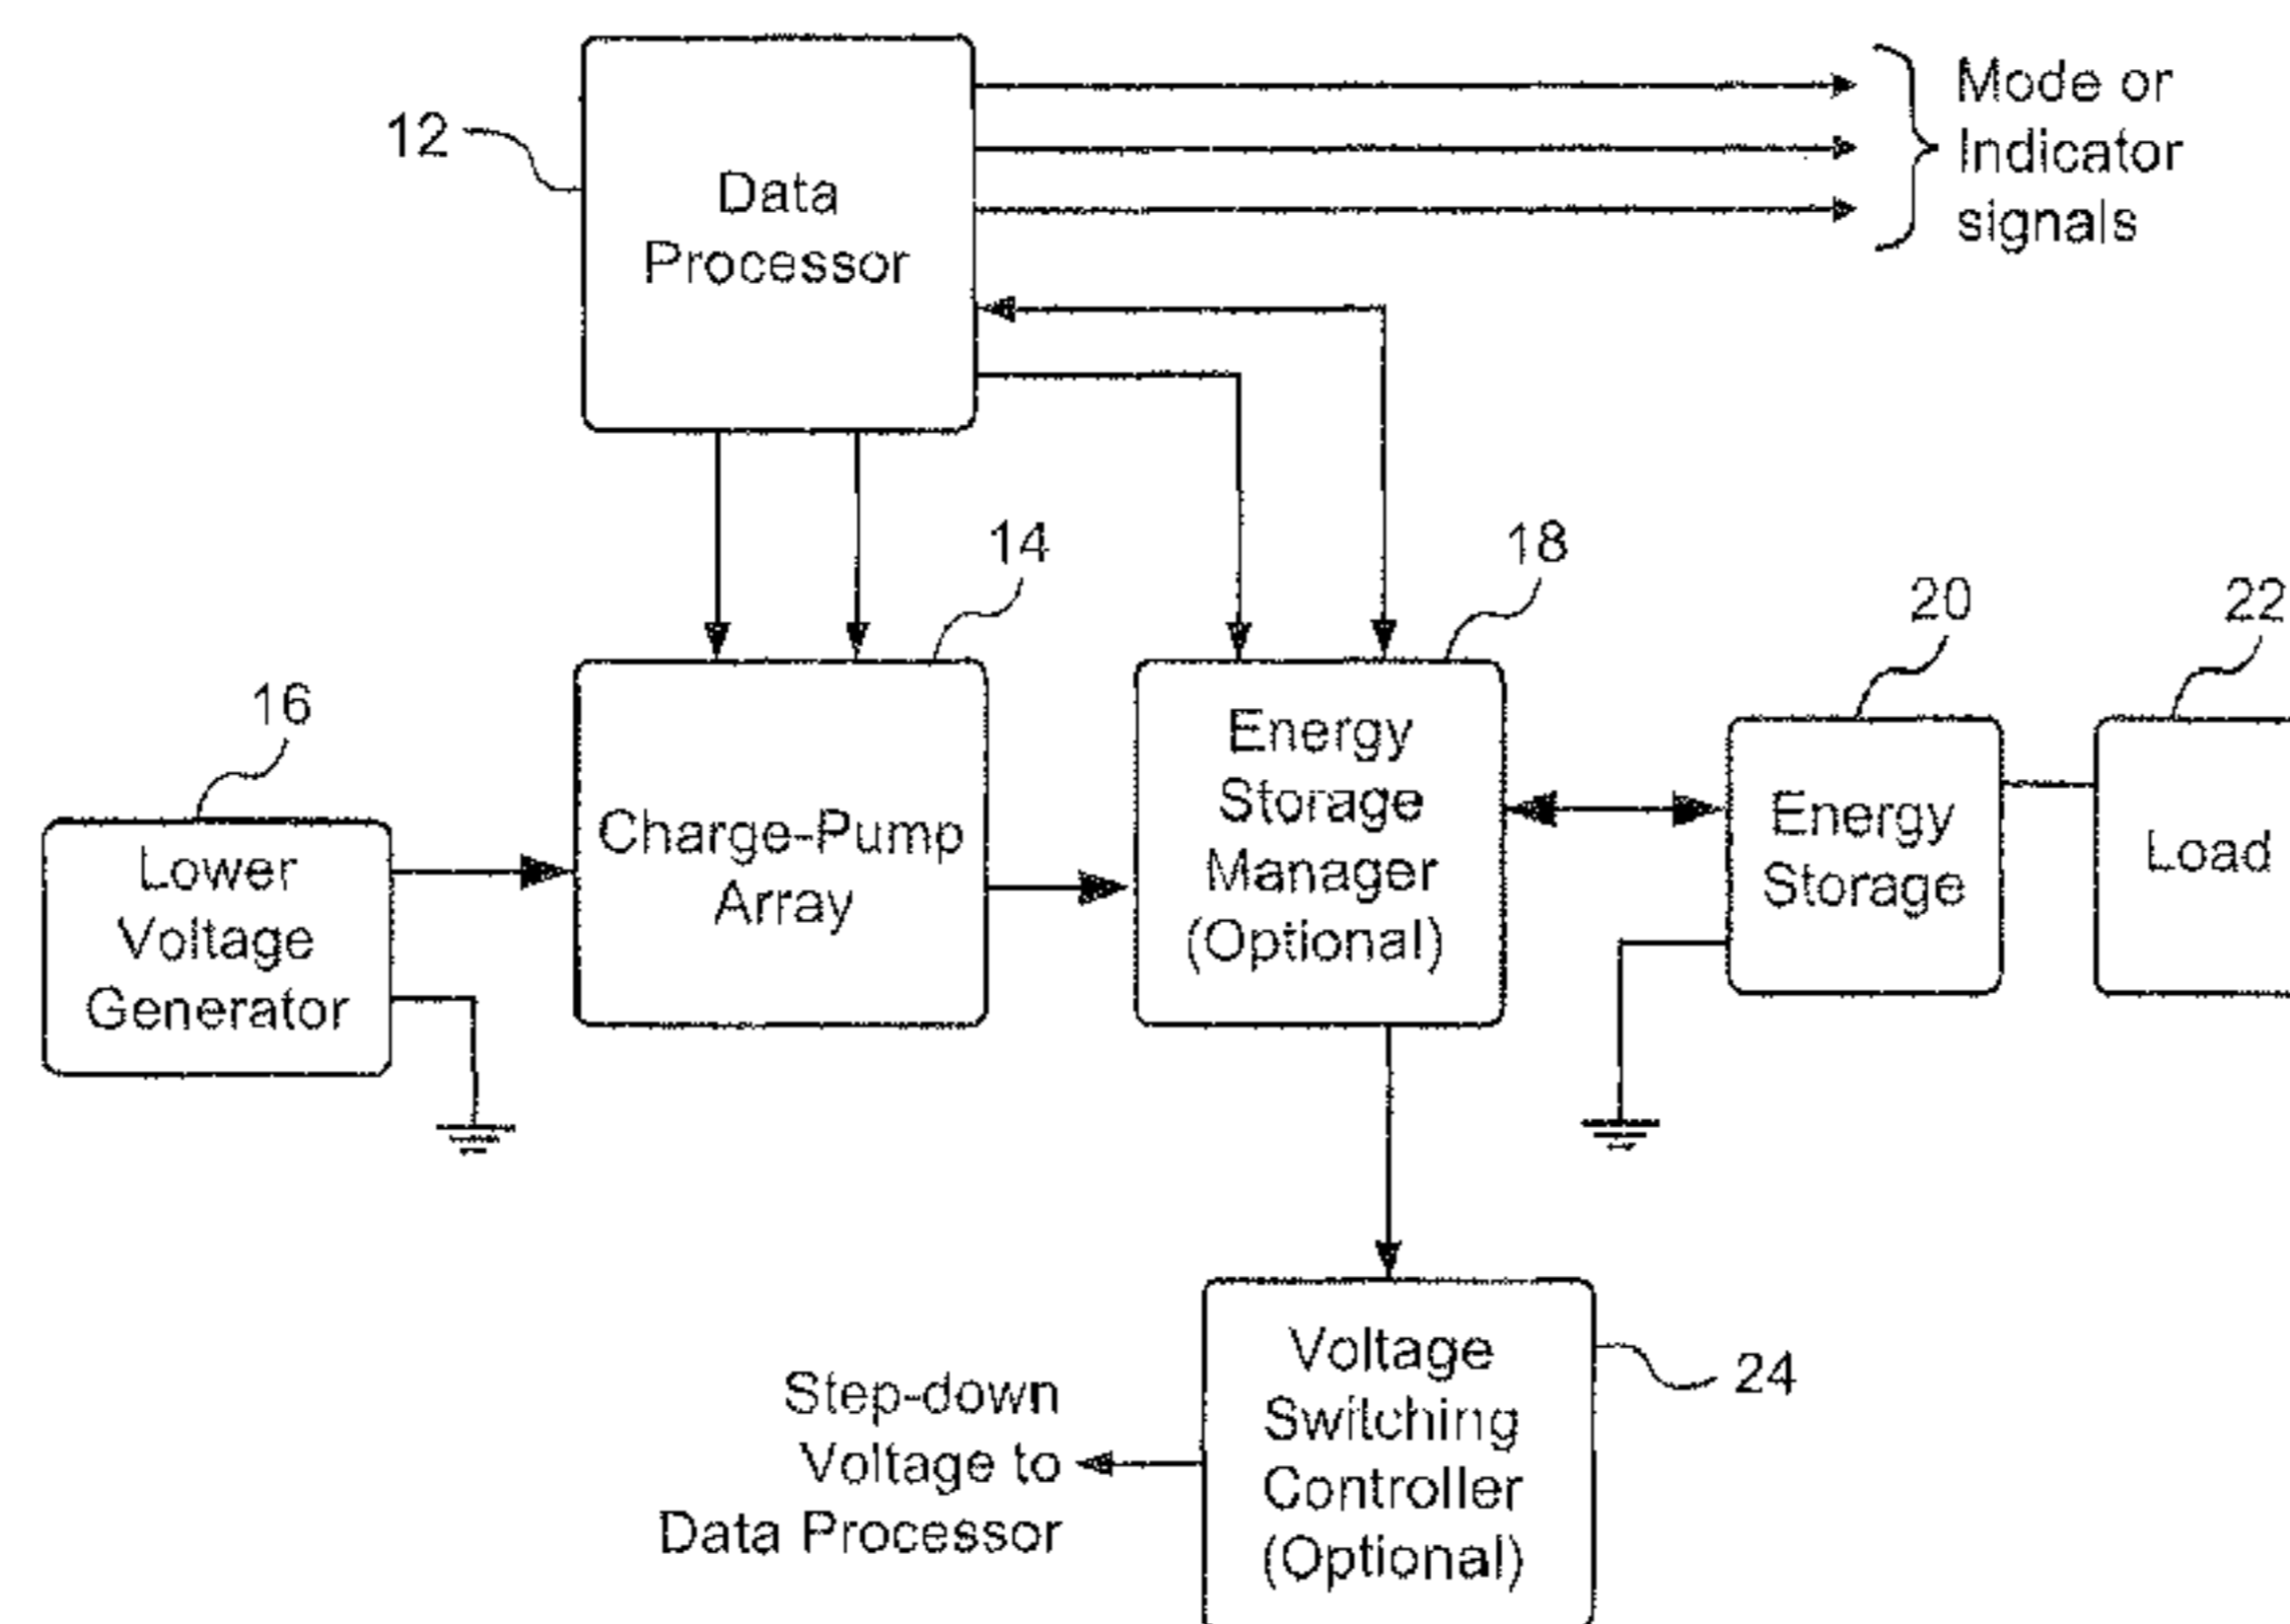 12
Data
Processor
Mode or
Indicator
signals
14
18
20
22
16
Lower
Voltage
Generator
Charge-Pump
Array
Energy
Storage
Manager
(Optional)
Energy
Storage
Load
Step-down
Voltage to
Data Processor
Voltage
Switching
Controller
(Optional)
24